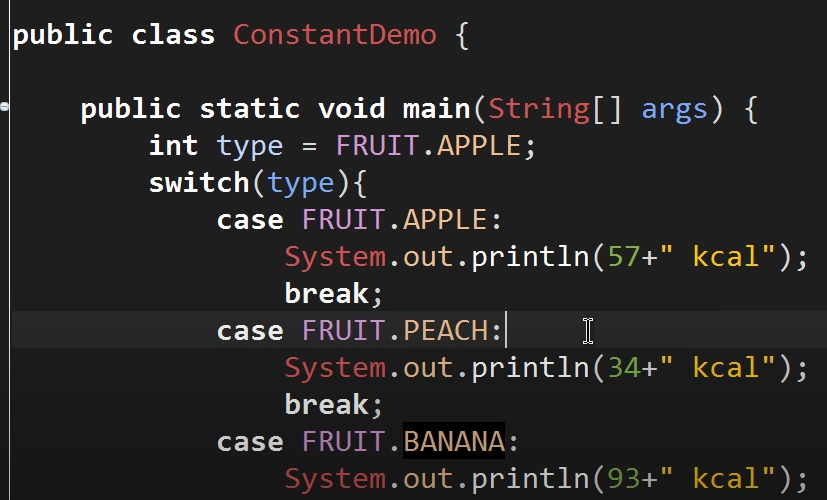 public class ConstantDemo {
public static void main(String[] args) {
int type = FRUIT.APPLE;
switch(type){
case FRUIT.APPLE:
System.out.println(57+" kcal");
break;
case FRUIT.PEACH:
System.out.println(34+" kcal");
break;
case FRUIT.BANANA:
System.out.println(93+" kcal");